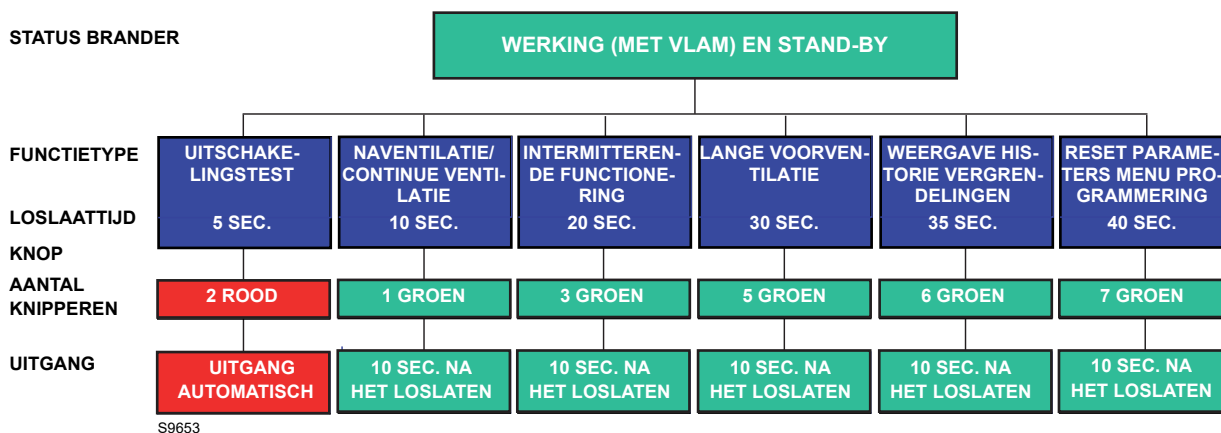 STATUS BRANDER
WERKING (MET VLAM) EN STAND-BY
FUNCTIETYPE
UITSCHAKE-
LINGSTEST
NAVENTILATIE/
CONTINUE VENTI-
LATIE
INTERMITTEREN-
DE FUNCTIONE-
RING
LANGE VOORVEN-
TILATIE
WEERGAVE HIS-
TORIE VERGREN-
DELINGEN
RESET PARAME-
TERS MENU PRO-
GRAMMERING
LOSLAATTIJD
KNOP
5 SEC.
10 SEC.
20 SEC.
30 SEC.
35 SEC.
40 SEC.
AANTAL
KNIPPEREN
2 ROOD
1 GROEN
3 GROEN
5 GROEN
6 GROEN
7 GROEN
UITGANG
UITGANG
AUTOMATISCH
10 SEC. NA
HET LOSLATEN
10 SEC. NA
HET LOSLATEN
10 SEC. NA
HET LOSLATEN
10 SEC. NA
HET LOSLATEN
10 SEC. NA
HET LOSLATEN
S9653